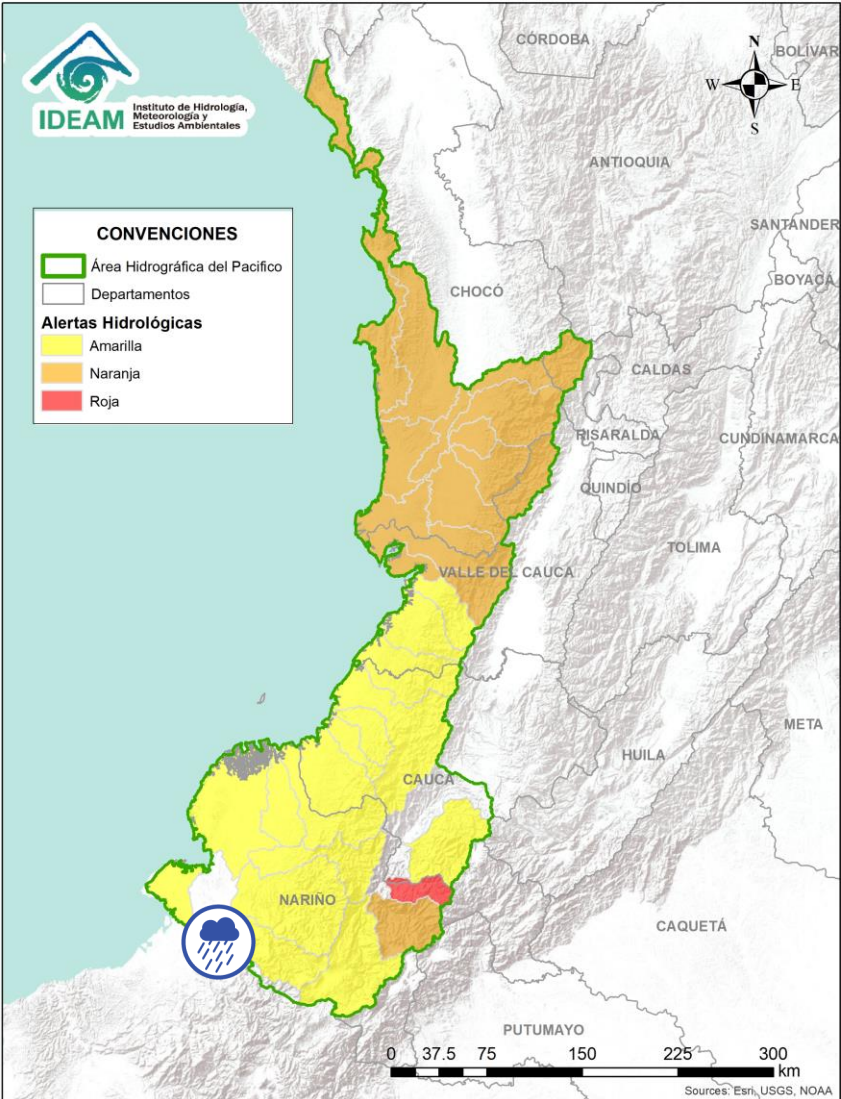 IDEAM
Instituto de Hidrología,
Meteorología y
Estudios Ambientales
N
W
E
S
CÓRDOBA
BOLÍVAR
ANTIOQUIA
SANTANDER
BOYACÁ
CHOCÓ
CALDAS
RISARALDA
CUNDINAMARCA
QUINDÍO
TOLIMA
VALLE DEL CAUCA
META
HUILA
CAUCA
NARIÑO
CAQUETÁ
PUTUMAYO
CONVENCIONES
Área Hidrográfica del Pacifico
Departamentos
Alertas Hidrológicas
Amarilla
Naranja
Roja
0 37.5 75 150 225 300
km
Sources: Esri, USGS, NOAA